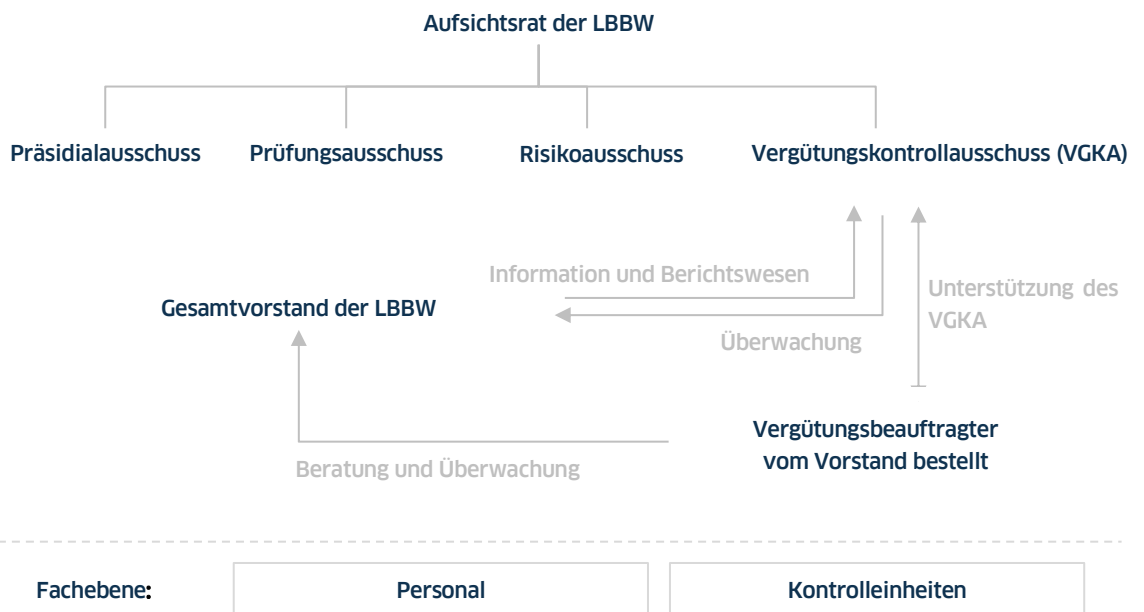 Aufsichtsrat der LBBW
Präsidialausschuss
Prüfungsausschuss
Risikoausschuss
Vergütungskontrollausschuss (VGKA)
Information und Berichtswesen
Gesamtvorstand der LBBW
Unterstützung des
VGKA
Überwachung
Vergütungsbeauftragter
vom Vorstand bestellt
Beratung und Überwachung
Fachebene:
Personal
Kontrolleinheiten